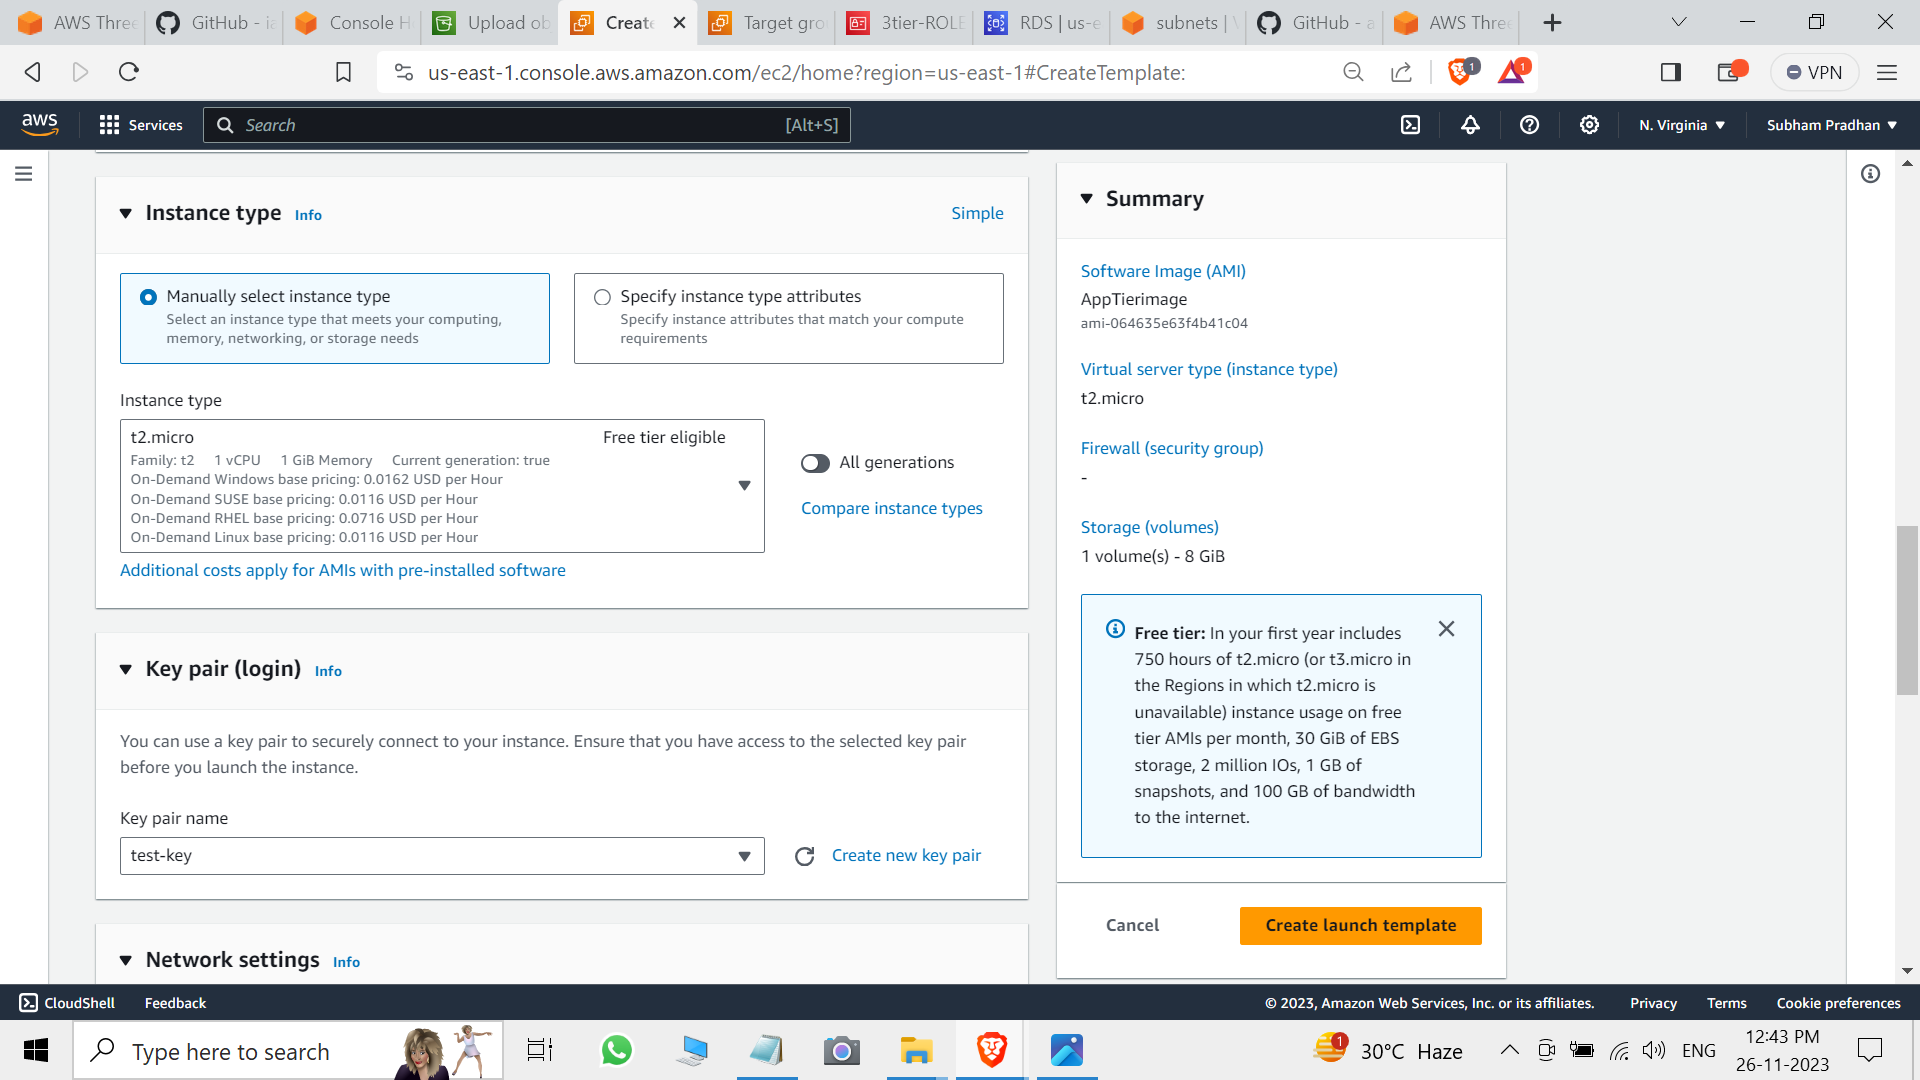 AWS Three
GitHub - ia
Console H
Upload ob
Create
Target gro
3tier-ROLE
RDS | us-e
subnets | V
GitHub - a
AWS Three
us-east-1.console.aws.amazon.com/ec2/home?region=us-east-1#CreateTemplate:
1
1
VPN
aws
Services
Search
[Alt+S]
N. Virginia
Subham Pradhan
Instance type
Info
Simple
Manually select instance type
Select an instance type that meets your computing,
memory, networking, or storage needs
Specify instance type attributes
Specify instance attributes that match your compute
requirements
Instance type
t2.micro
Free tier eligible
Family: t2 1 vCPU 1 GiB Memory Current generation: true
On-Demand Windows base pricing: 0.0162 USD per Hour
On-Demand SUSE base pricing: 0.0116 USD per Hour
On-Demand RHEL base pricing: 0.0716 USD per Hour
On-Demand Linux base pricing: 0.0116 USD per Hour
All generations
Compare instance types
Additional costs apply for AMIs with pre-installed software
Key pair (login)
Info
You can use a key pair to securely connect to your instance. Ensure that you have access to the selected key pair
before you launch the instance.
Key pair name
test-key
Create new key pair
Network settings
Info
Summary
Software Image (AMI)
AppTierimage
ami-064635e63f4b41c04
Virtual server type (instance type)
t2.micro
Firewall (security group)
-
Storage (volumes)
1 volume(s) - 8 GiB
Free tier: In your first year includes
750 hours of t2.micro (or t3.micro in
the Regions in which t2.micro is
unavailable) instance usage on free
tier AMIs per month, 30 GiB of EBS
storage, 2 million IOs, 1 GB of
snapshots, and 100 GB of bandwidth
to the internet.
Cancel
Create launch template
CloudShell
Feedback
© 2023, Amazon Web Services, Inc. or its affiliates.
Privacy
Terms
Cookie preferences
Type here to search
1
30°C Haze
ENG
12:43 PM
26-11-2023